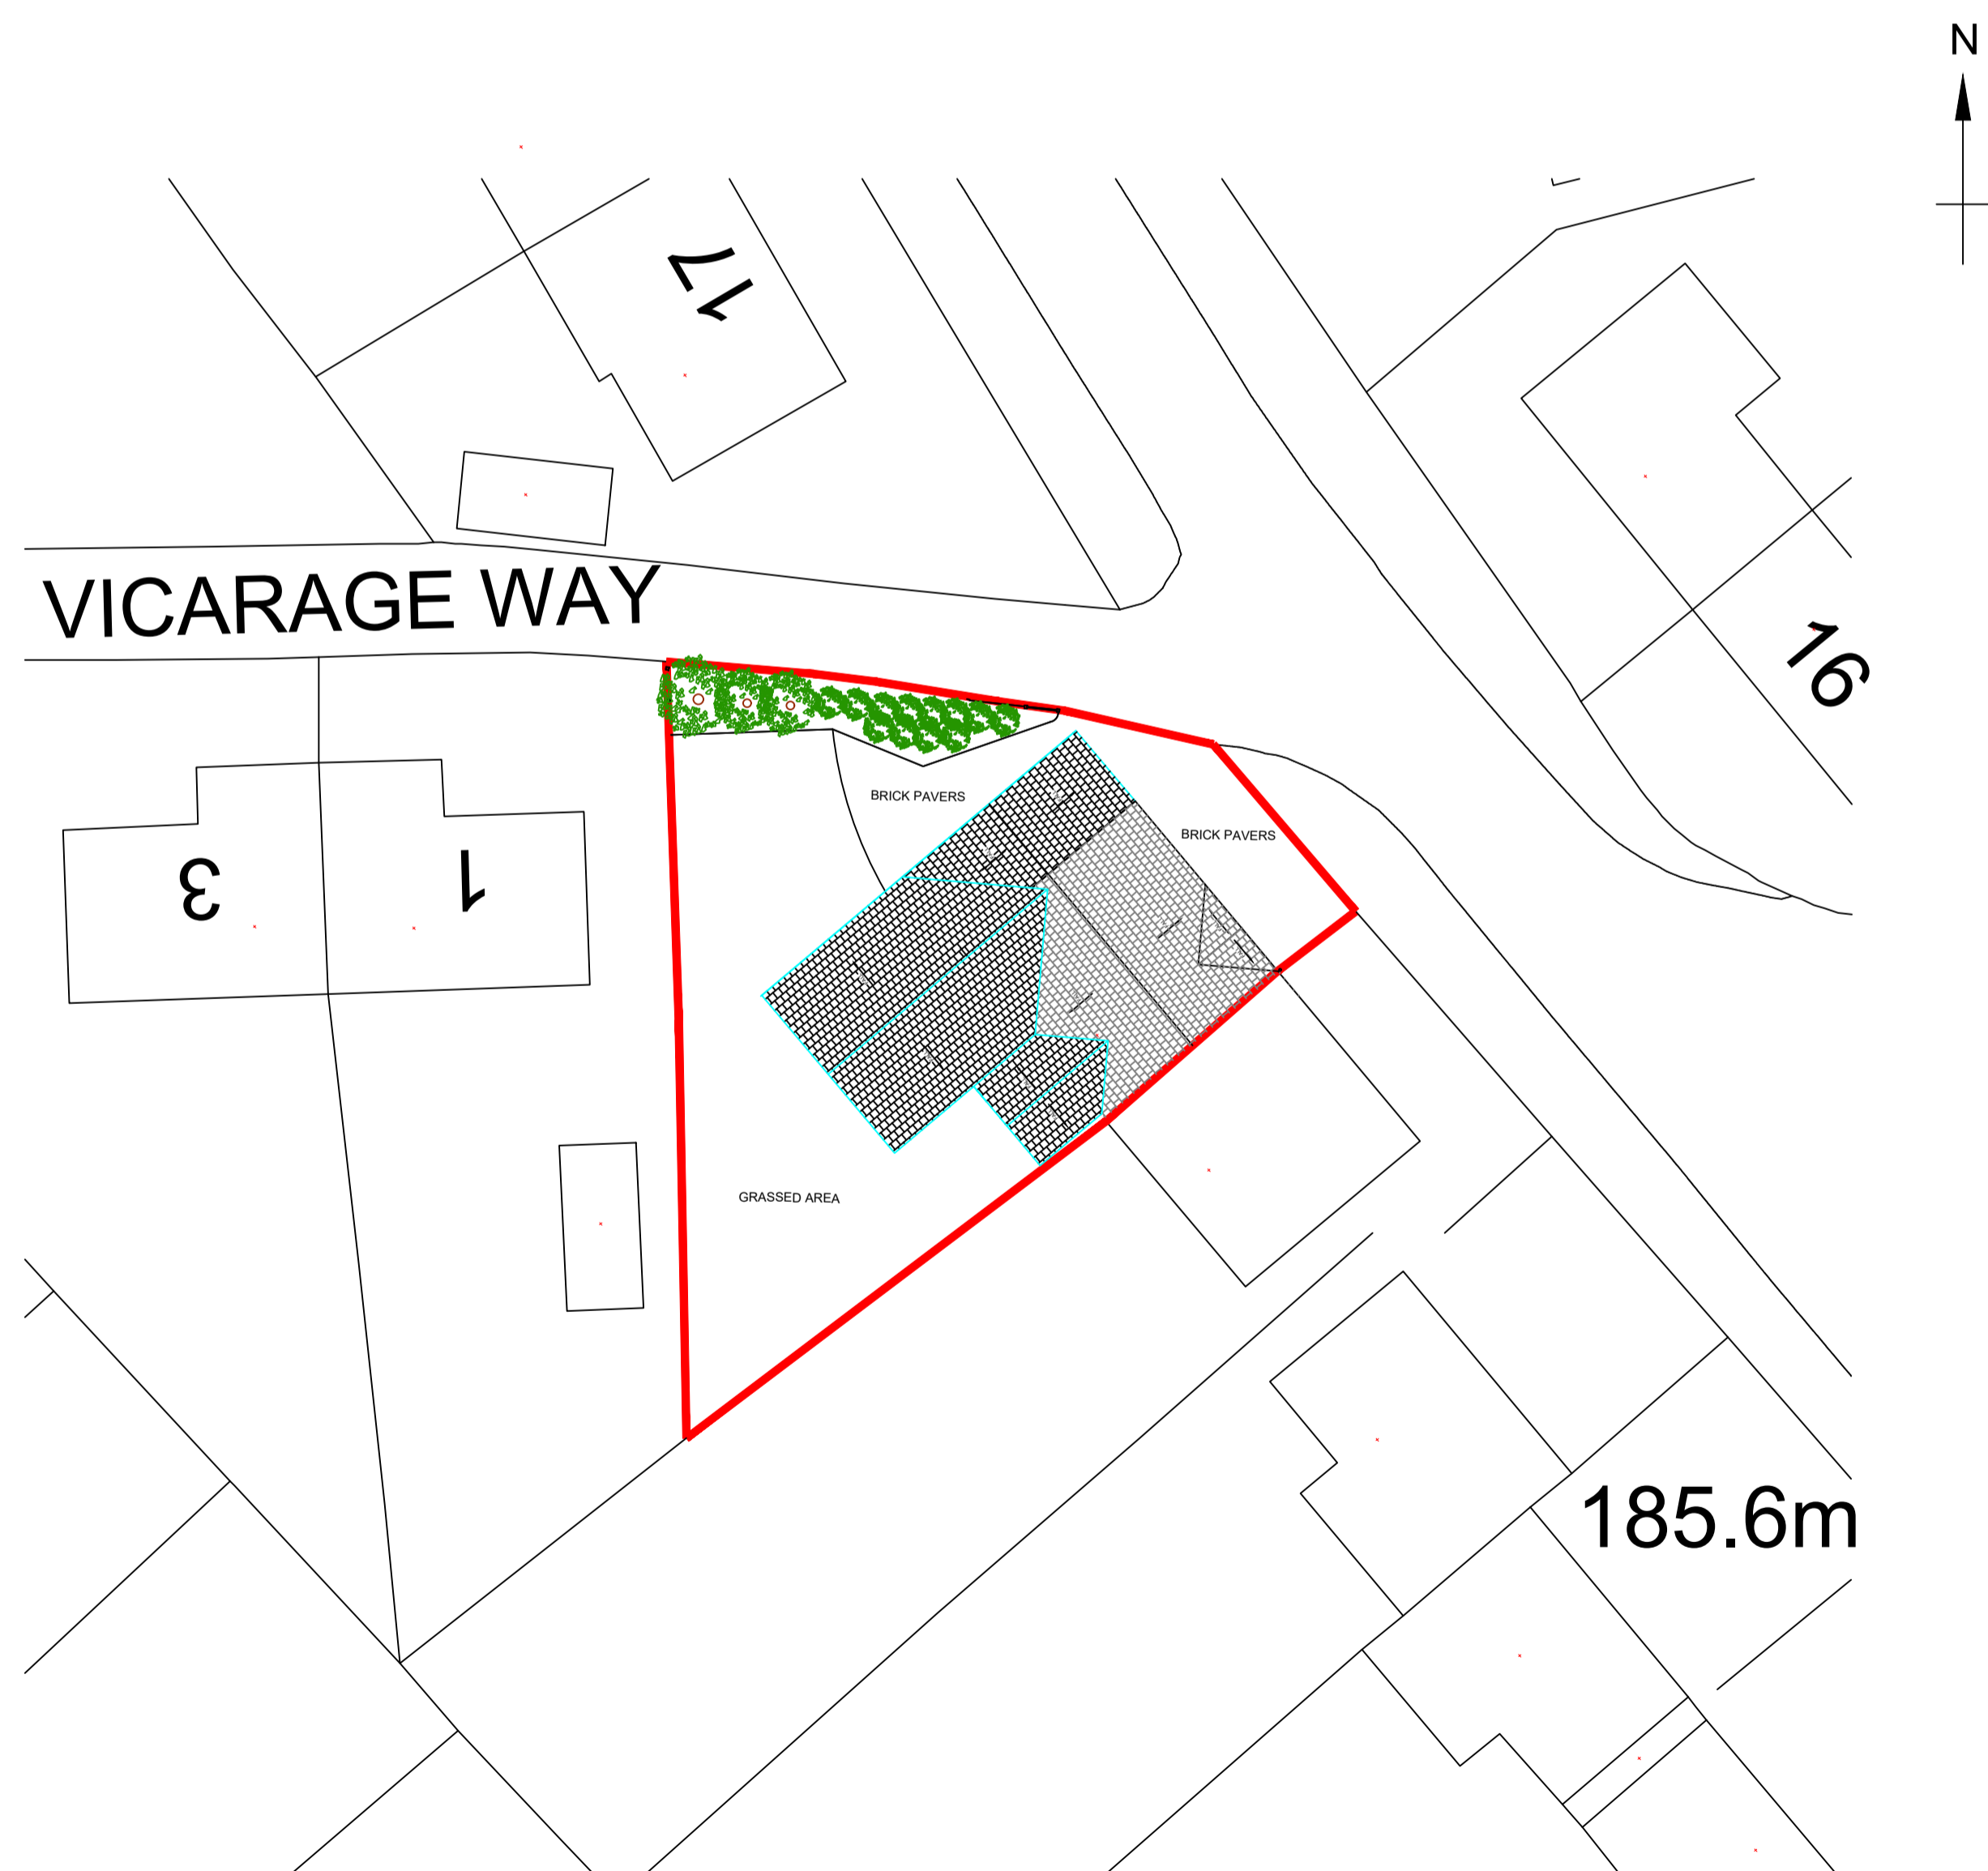 N
17
VICARAGE WAY
16
BRICK PAVERS
BRICK PAVERS
3
1
GRASSED AREA
185.6m